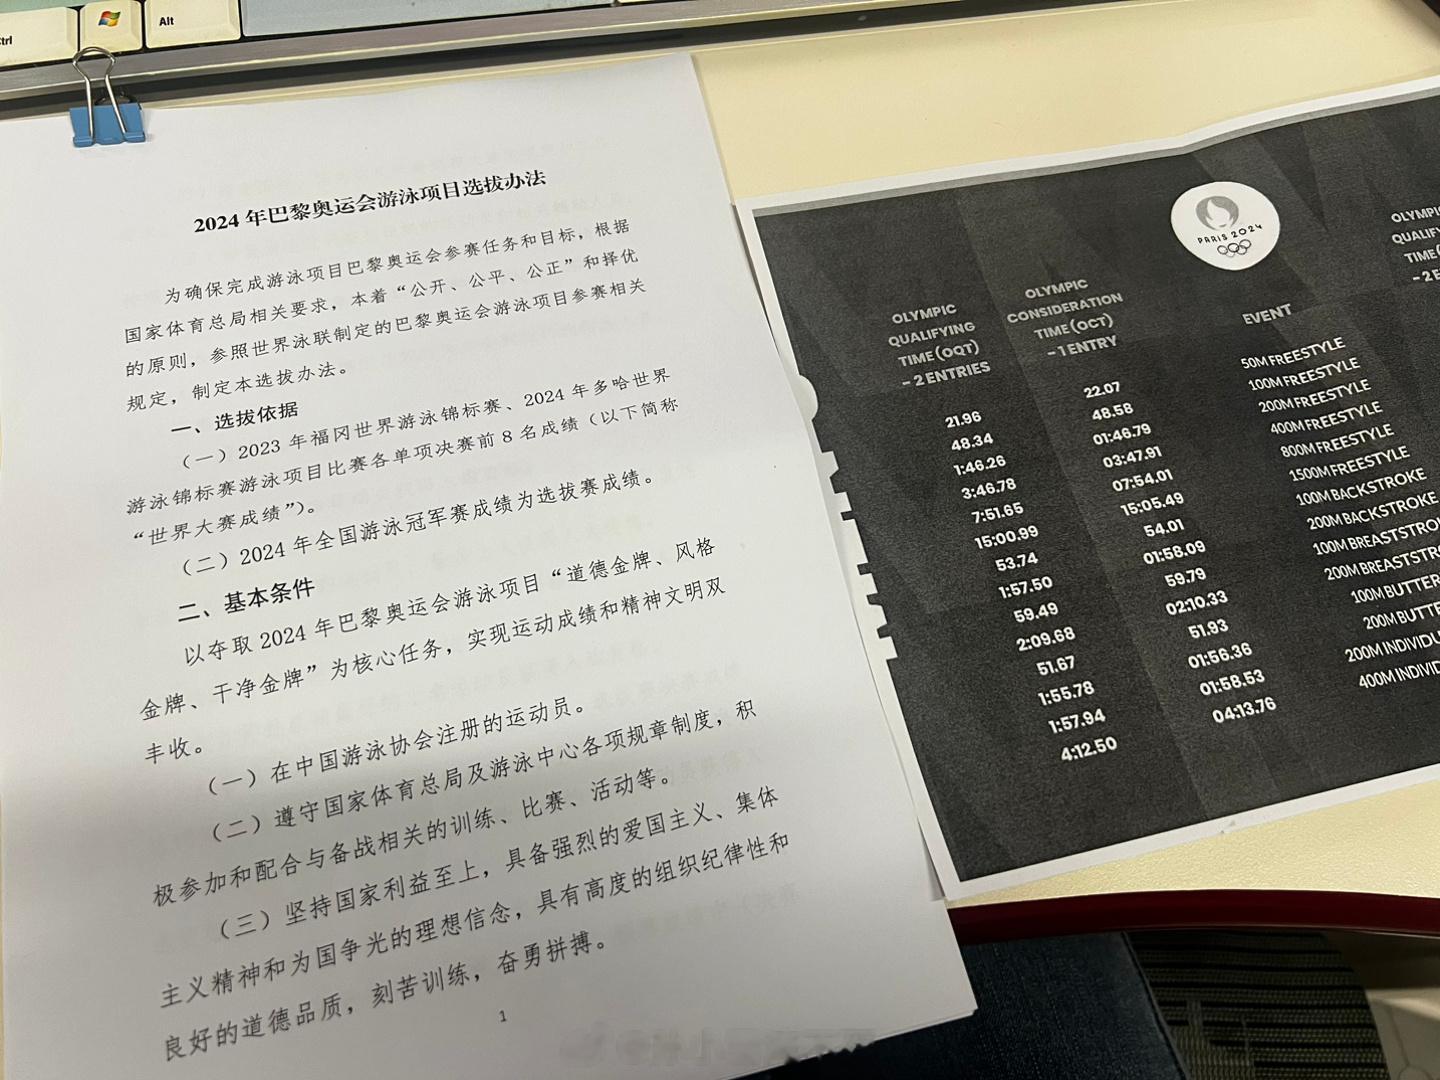 Ctrl
Alt
2024 年巴黎奥运会游泳项目选拔办法
为确保完成游泳项目巴黎奥运会参赛任务和目标，根据
国家体育总局相关要求，本着“公开、公平、公正”和择优
的原则，参照世界泳联制定的巴黎奥运会游泳项目参赛相关
规定，制定本选拔办法。
一、选拔依据
（一）2023 年福冈世界游泳锦标赛、2024 年多哈世界
游泳锦标赛游泳项目比赛各单项决赛前 8 名成绩（以下简称
“世界大赛成绩”）。
（二）2024 年全国游泳冠军赛成绩为选拔赛成绩。
二、基本条件
以夺取 2024 年巴黎奥运会游泳项目“道德金牌、风格
金牌、干净金牌”为核心任务，实现运动成绩和精神文明双
丰收。
（一）在中国游泳协会注册的运动员。
（二）遵守国家体育总局及游泳中心各项规章制度，积
极参加和配合与备战相关的训练、比赛、活动等。
（三）坚持国家利益至上，具备强烈的爱国主义、集体
主义精神和为国争光的理想信念，具有高度的组织纪律性和
良好的道德品质，刻苦训练，奋勇拼搏。
1
PARIS 2024
OLYMPIC
QUALIFYING
TIME (OQT)
- 2 ENTRIES
OLYMPIC
CONSIDERATION
TIME (OCT)
- 1 ENTRY
EVENT
OLYMPIC
QUALIFY
TIME
- 2 E
21.96 22.07 50M FREESTYLE
48.34 48.58 100M FREESTYLE
1:46.26 01:46.79 200M FREESTYLE
3:46.78 03:47.91 400M FREESTYLE
7:51.65 07:54.01 800M FREESTYLE
15:00.99 15:05.49 1500M FREESTYLE
53.74 54.01 100M BACKSTROKE
1:57.50 01:58.09 200M BACKSTROKE
59.49 59.79 100M BREASTSTRO
2:09.68 02:10.33 200M BREASTSTR
51.67 51.93 100M BUTTER
1:55.78 01:56.36 200M BUTT
1:57.94 01:58.53 200M INDIVIDU
4:12.50 04:13.76 400M INDIVID